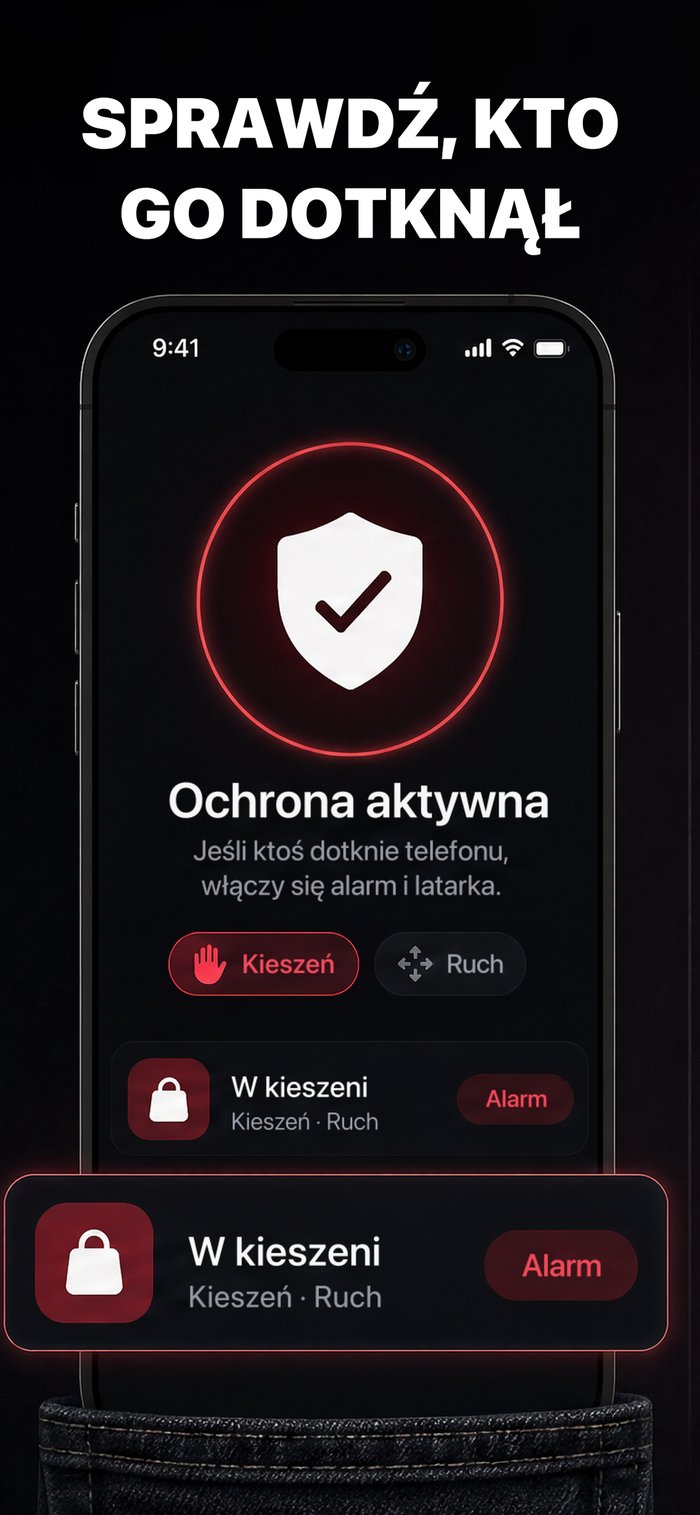 SPRAWDŹ, KTO
GO DOTKNĄŁ
9:41
Ochrona aktywna
Jeśli ktoś dotknie telefonu,
włączy się alarm i latarka.
Kieszeń
Ruch
W kieszeni
Kieszeń · Ruch
Alarm
W kieszeni
Kieszeń · Ruch
Alarm